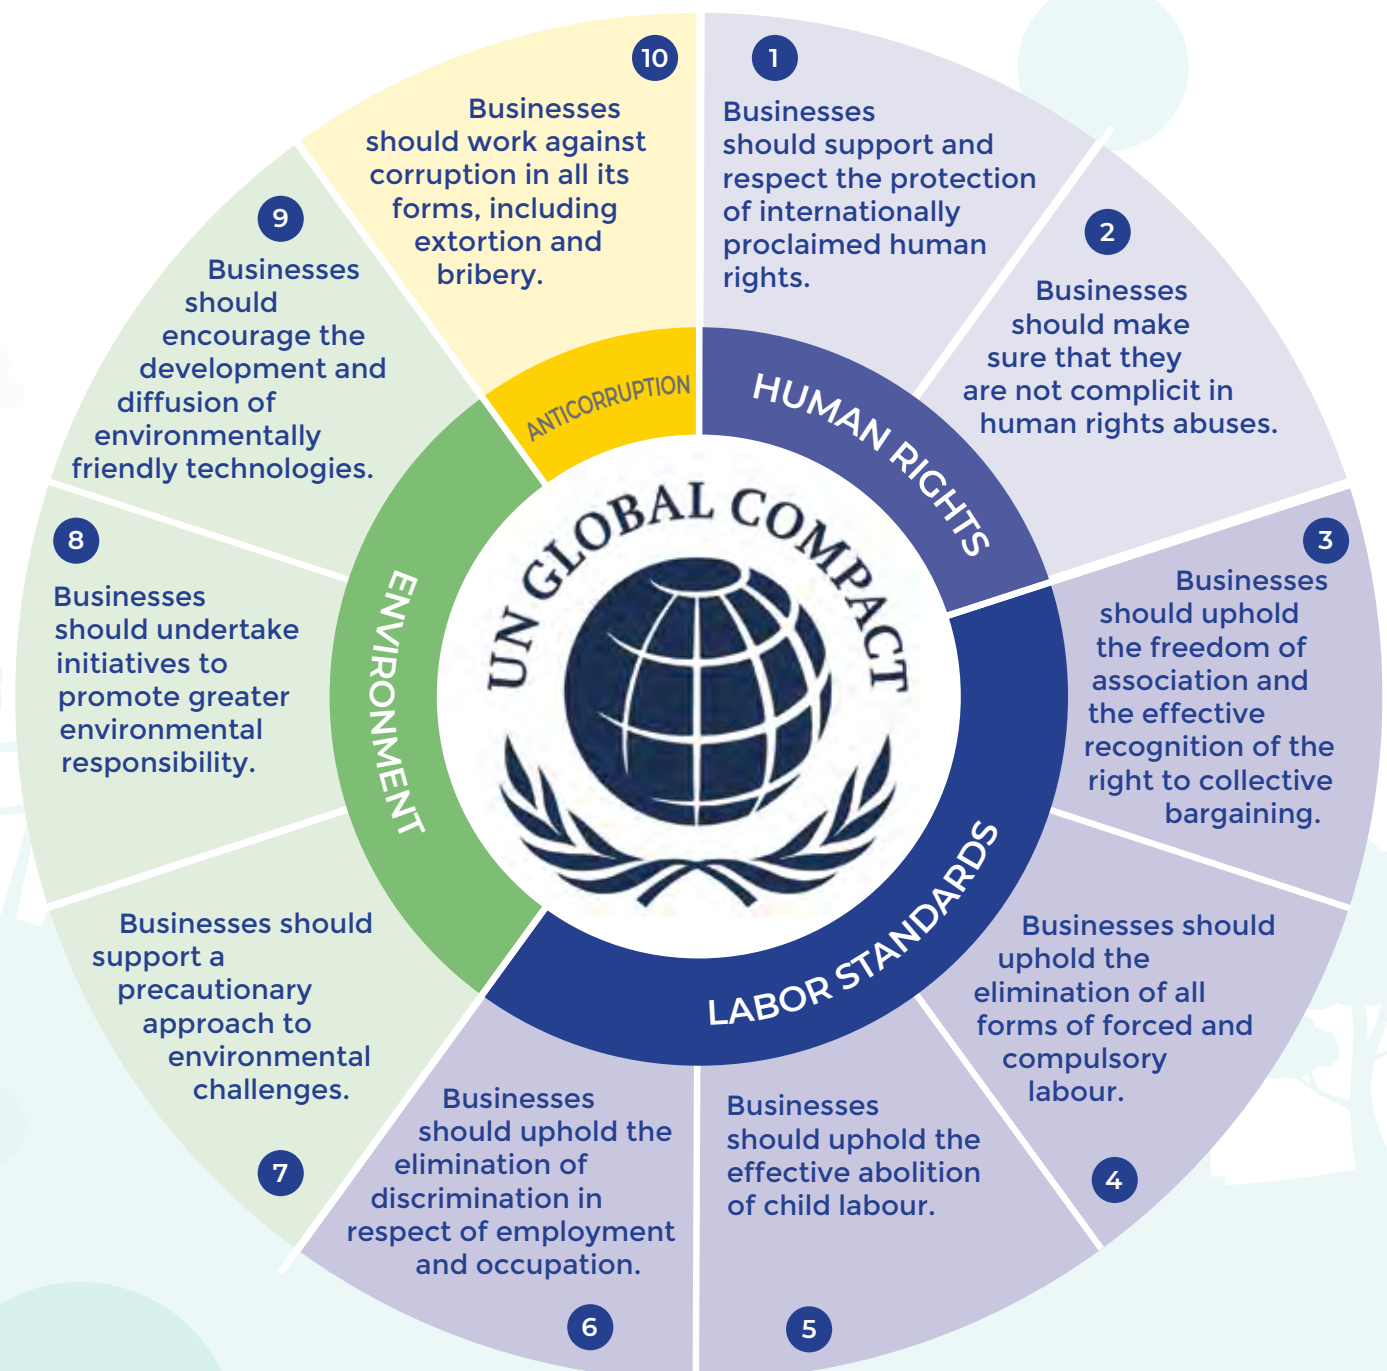 1
Businesses
should support and
respect the protection
of internationally
proclaimed human
rights.
2
Businesses
should make
sure that they
are not complicit in
human rights abuses.
3
Businesses
should uphold
the freedom of
association and
the effective
recognition of the
right to collective
bargaining.
Businesses should
uphold the
elimination of all
forms of forced and
compulsory
labour.
4
Businesses
should uphold the
effective abolition
of child labour.
5
Businesses
should uphold the
elimination of
discrimination in
respect of employment
and occupation.
6
Businesses should
support a
precautionary
approach to
environmental
challenges.
7
8
Businesses
should undertake
initiatives to
promote greater
environmental
responsibility.
9
Businesses
should
encourage the
development and
diffusion of
environmentally
friendly technologies.
10
Businesses
should work against
corruption in all its
forms, including
extortion and
bribery.
HUMAN RIGHTS
LABOR STANDARDS
ENVIRONMENT
ANTICORRUPTION
UN GLOBAL COMPACT